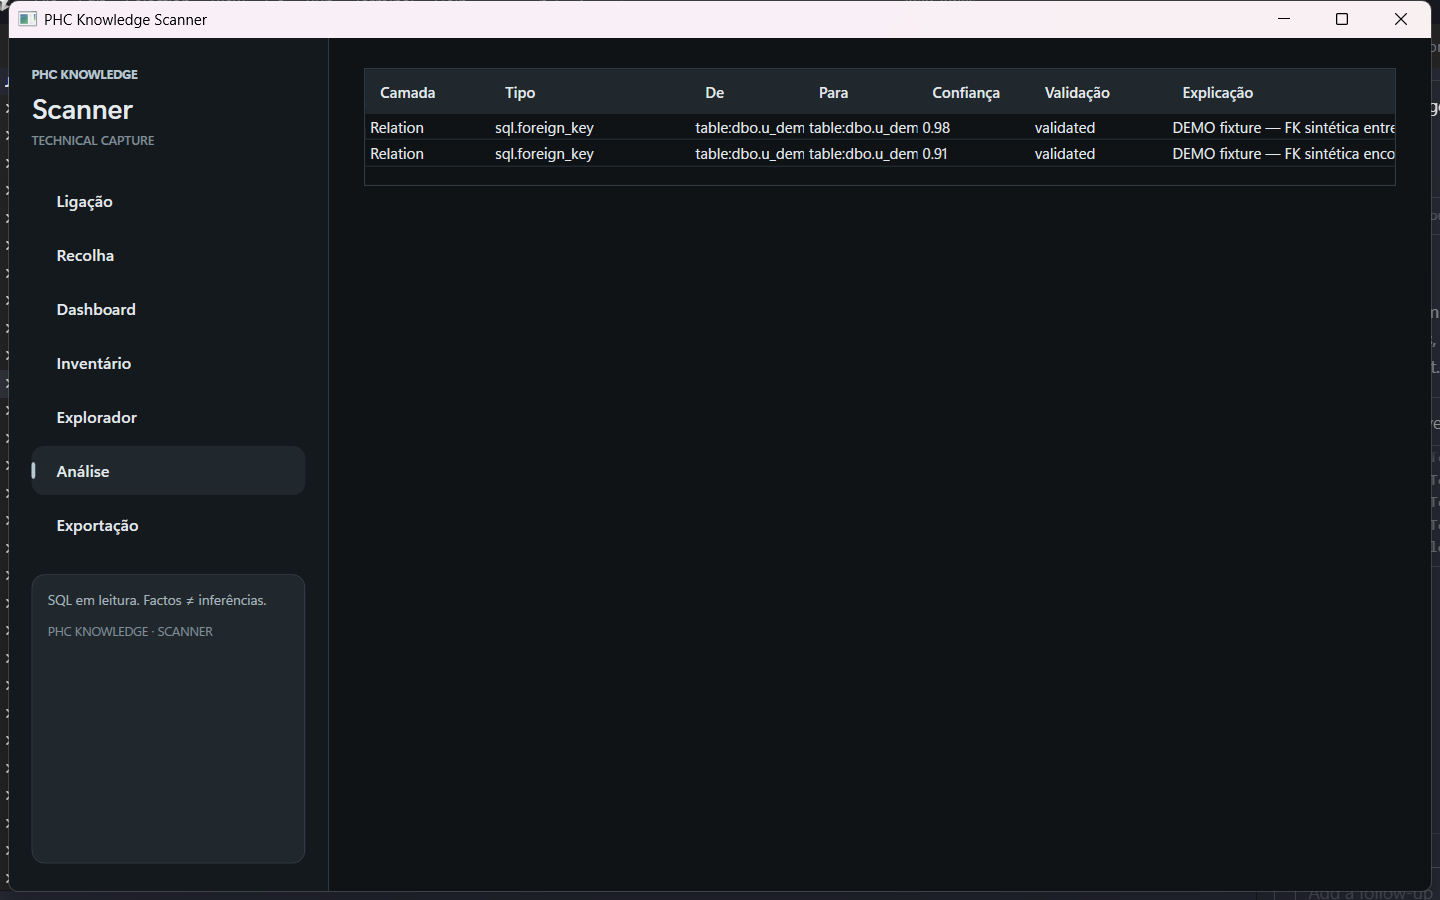 PHC Knowledge Scanner
PHC KNOWLEDGE
Scanner
TECHNICAL CAPTURE
Ligação
Recolha
Dashboard
Inventário
Explorador
Análise
Exportação
SQL em leitura. Factos ≠ inferências.
PHC KNOWLEDGE · SCANNER
Camada Tipo De Para Confiança Validação Explicação
Relation sql.foreign_key table:dbo.u_dem table:dbo.u_dem 0.98 validated DEMO fixture — FK sintética entre
Relation sql.foreign_key table:dbo.u_dem table:dbo.u_dem 0.91 validated DEMO fixture — FK sintética enco
Add a follow-up